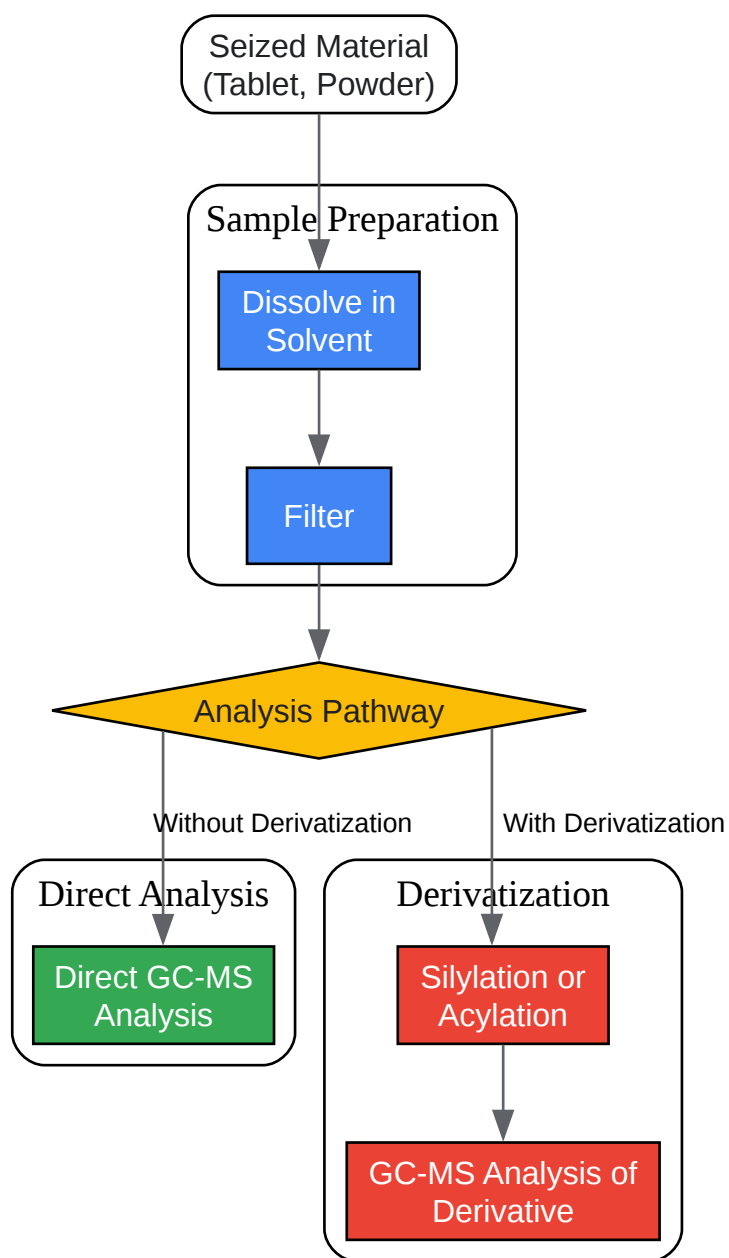 Seized Material
(Tablet, Powder)
Sample Preparation
Dissolve in
Solvent
Filter
Analysis Pathway
Without Derivatization
With Derivatization
Direct Analysis
Direct GC-MS
Analysis
Derivatization
Silylation or
Acylation
GC-MS Analysis of
Derivative